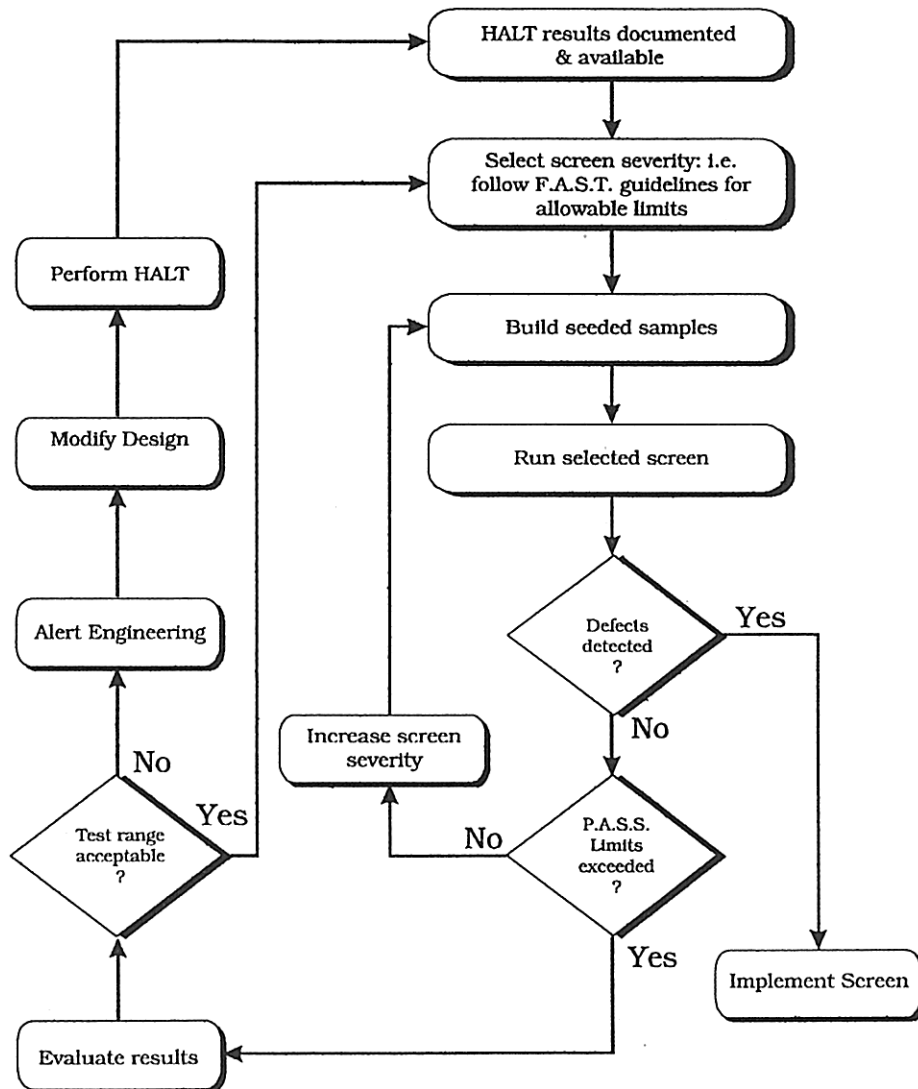 HALT results documented
& available
Select screen severity: i.e.
follow F.A.S.T. guidelines for
allowable limits
Perform HALT
Build seeded samples
Modify Design
Run selected screen
Alert Engineering
Defects
detected
?
Yes
No
Increase screen
severity
No
Test range
acceptable
?
Yes
P.A.S.S.
Limits
exceeded
?
No
Yes
Implement Screen
Evaluate results